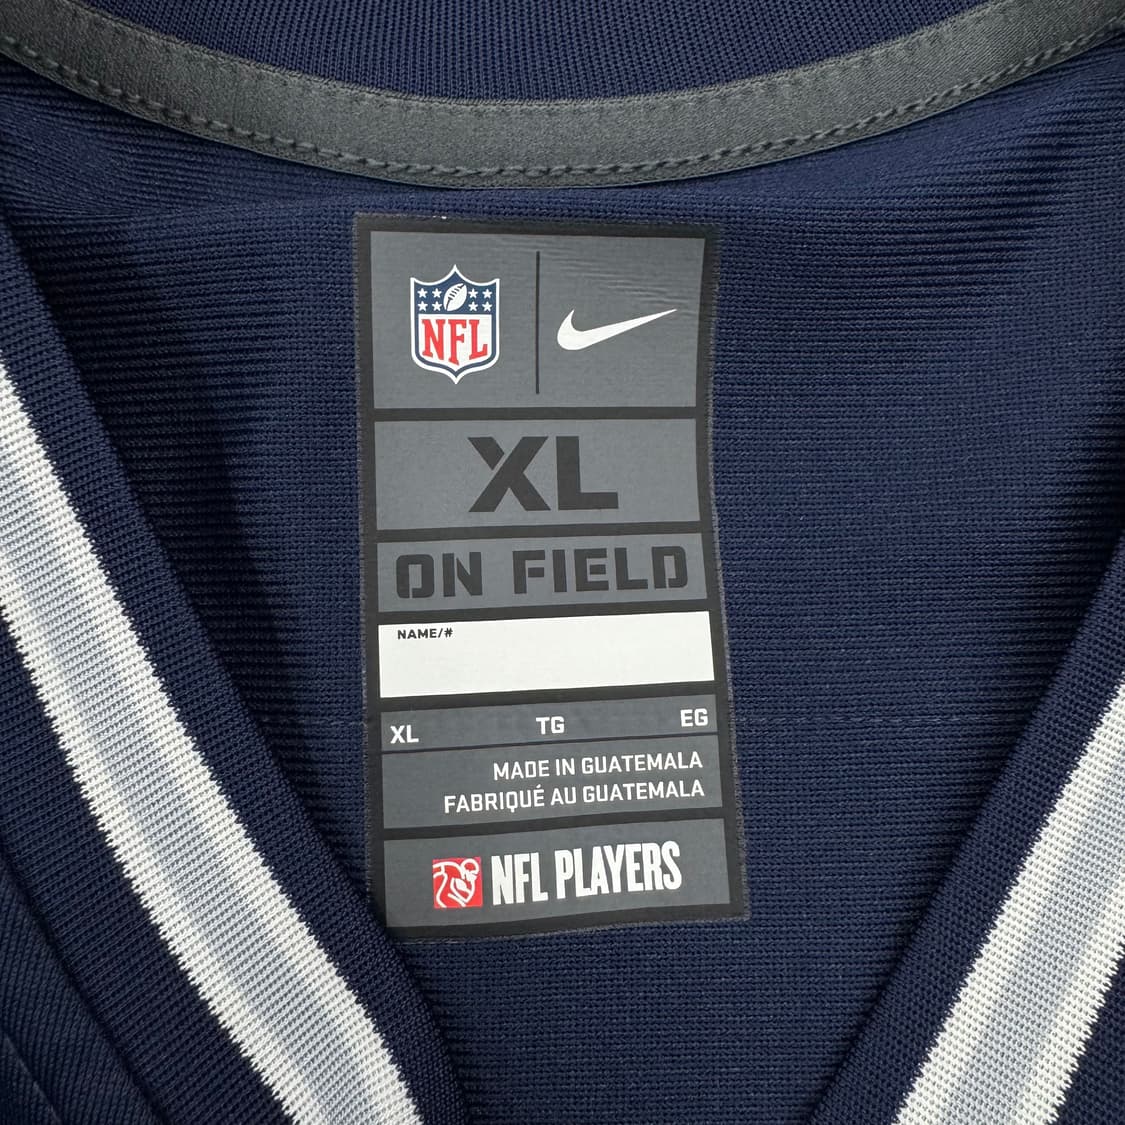 NFL
XL
ON FIELD
NAME/#
XL TG EG
MADE IN GUATEMALA
FABRIQUÉ AU GUATEMALA
NFL PLAYERS